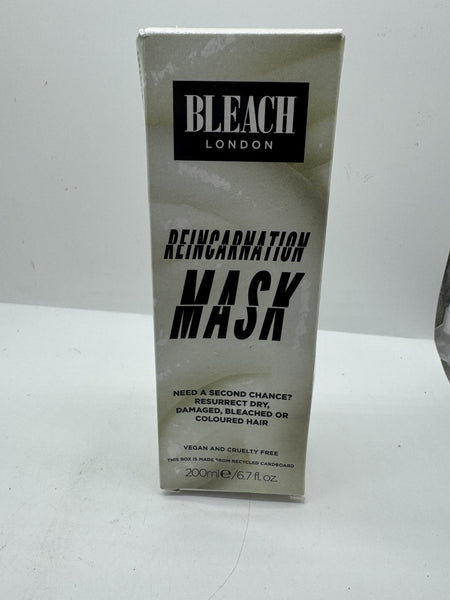 BLEACH
LONDON
REINCARNATION
MASK
NEED A SECOND CHANCE?
RESURRECT DRY,
DAMAGED, BLEACHED OR
COLOURED HAIR
VEGAN AND CRUELTY FREE
THIS BOX IS MADE FROM RECYCLED CARDBOARD
200ml℮/6.7 fl. oz.